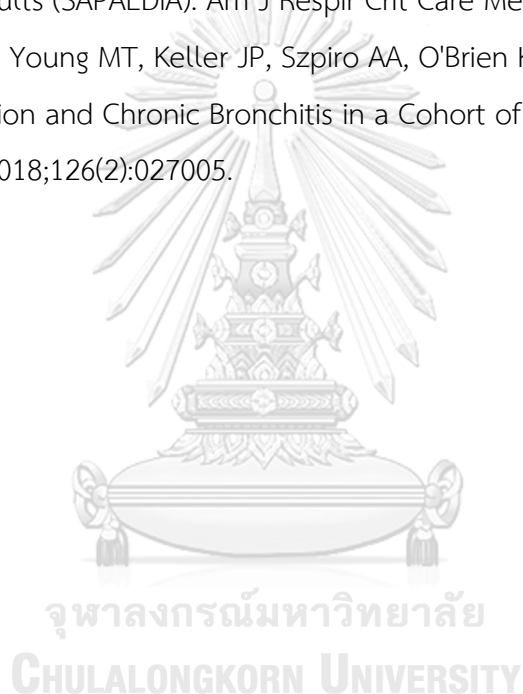 ults (SAPALDIA). Am J Respir Crit Care Me
Young MT, Keller JP, Szpiro AA, O'Brien K
ion and Chronic Bronchitis in a Cohort of
018;126(2):027005.
จุฬาลงกรณ์มหาวิทยาลัย
CHULALONGKORN UNIVERSITY